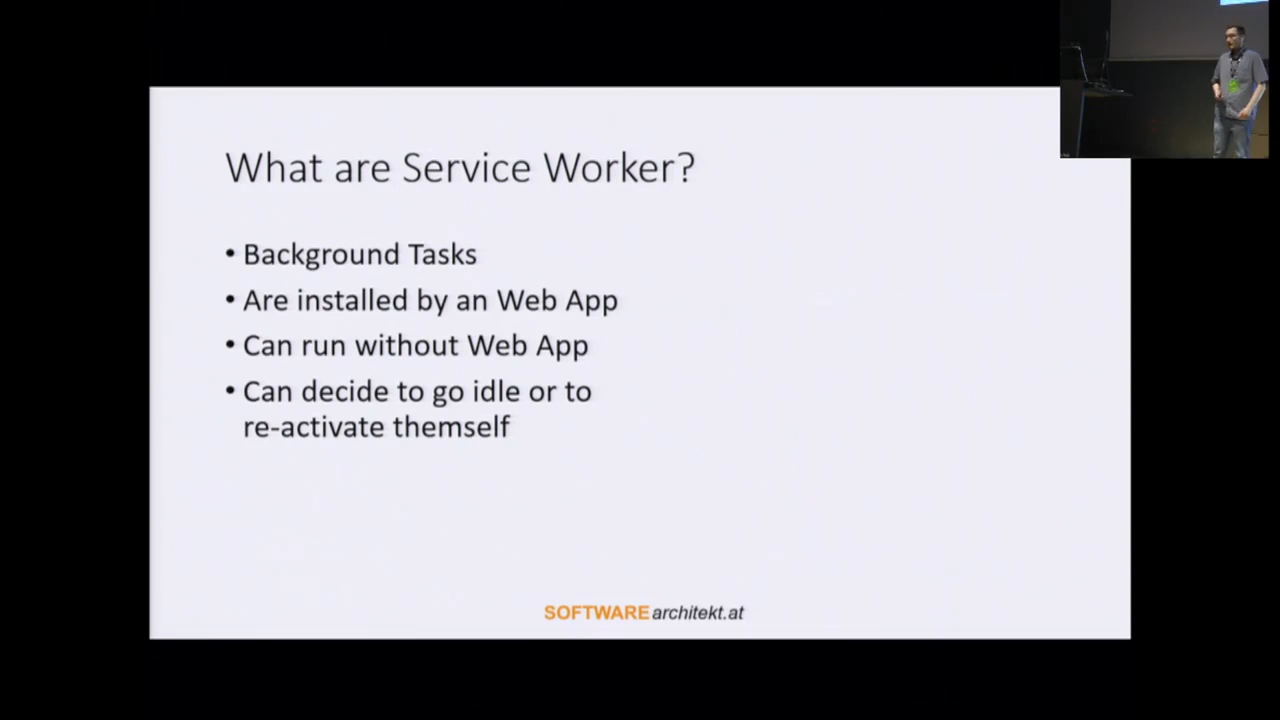 What are Service Worker?
• Background Tasks
• Are installed by an Web App
• Can run without Web App
• Can decide to go idle or to
re-activate themself
SOFTWAREarchitekt.at